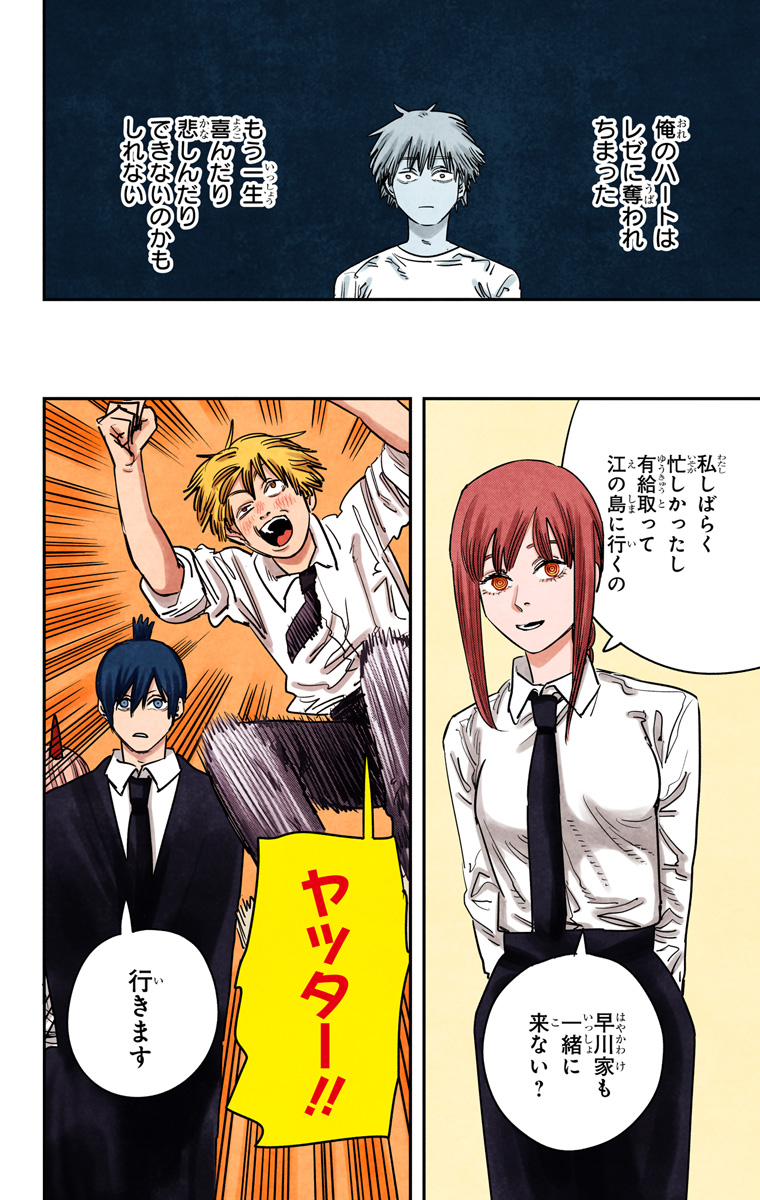 俺のハートは
レゼに奪われ
ちまった
もう一生
喜んだり
悲しんだり
できないのかも
しれない
私しばらく
忙しかったし
有給取って
江の島に行くの
早川家も
一緒に
来ない？
ヤッター!!
行きます